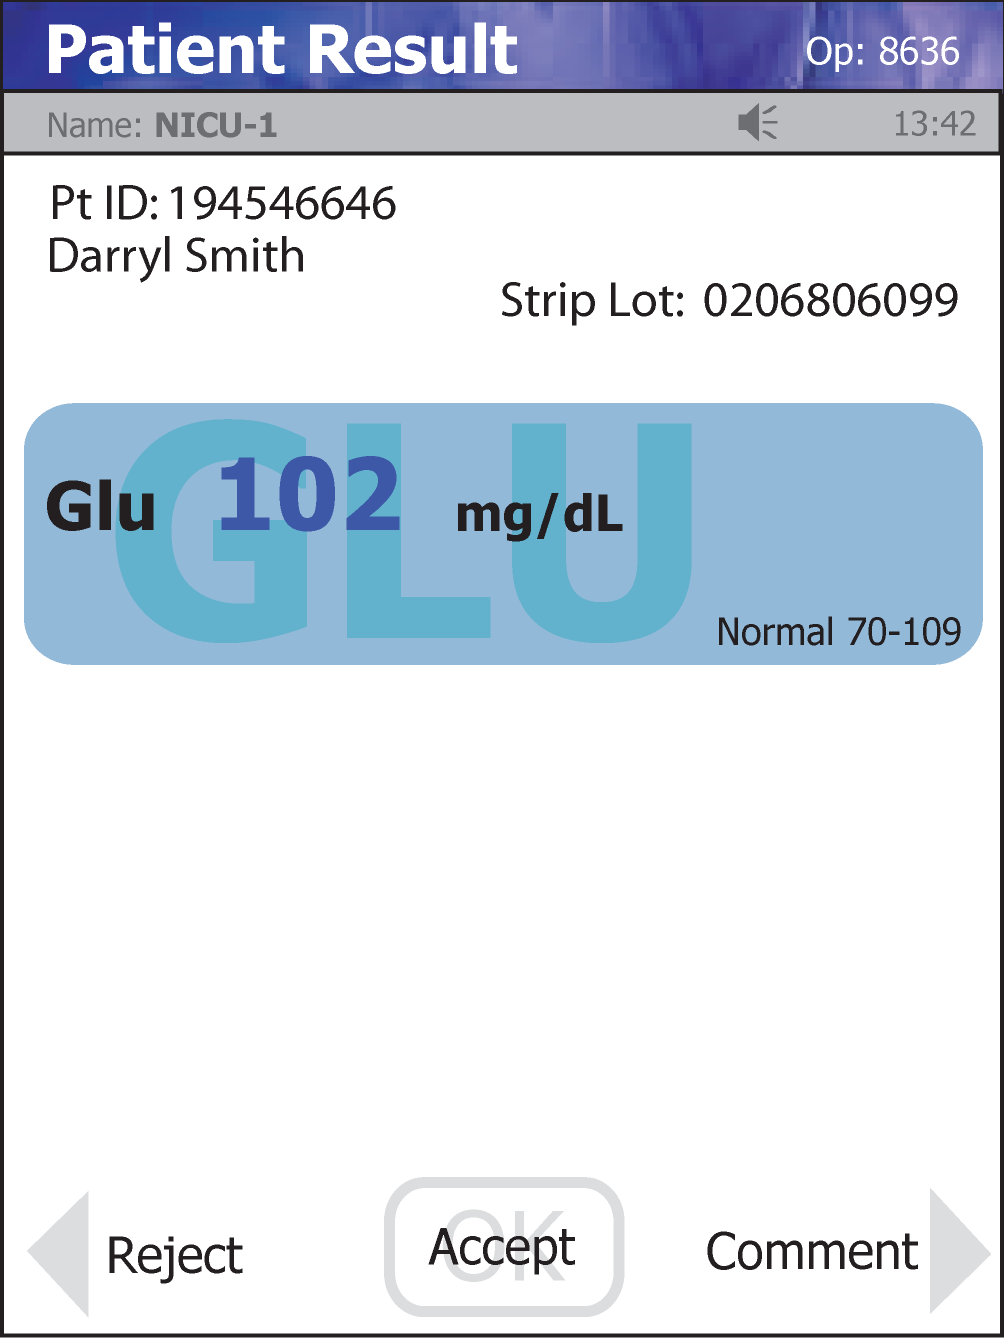 Patient Result Op: 8636
Name: NICU-1 13:42
Pt ID: 194546646
Darryl Smith
Strip Lot: 0206806099
GLU
Glu 102 mg/dL
Normal 70-109
Reject OK Accept Comment